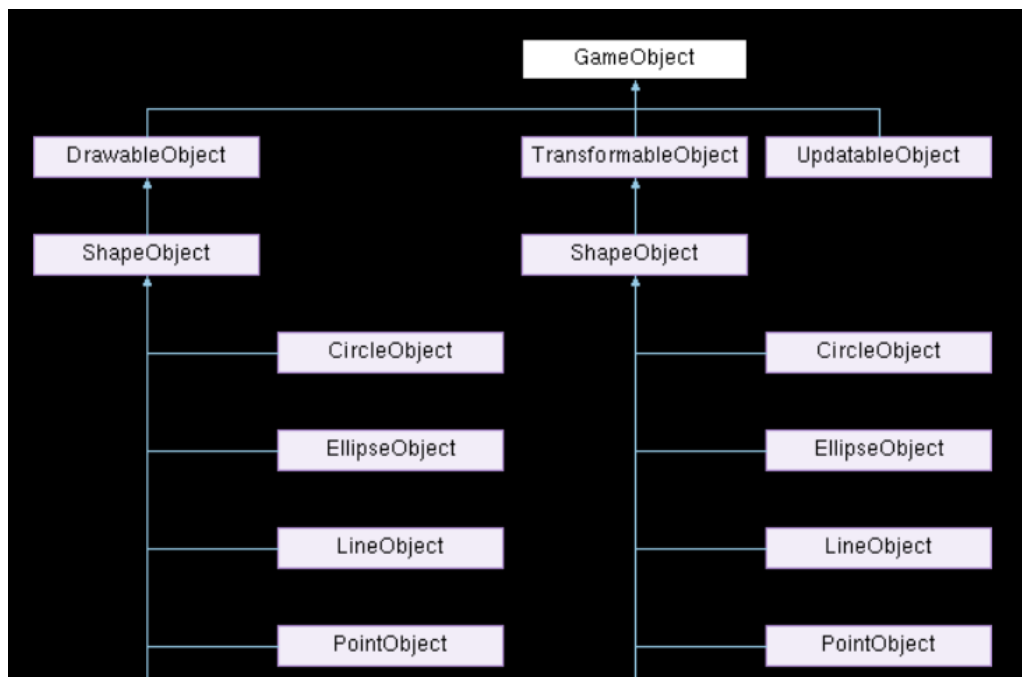 GameObject
DrawableObject
TransformableObject
UpdatableObject
ShapeObject
ShapeObject
CircleObject
CircleObject
EllipseObject
EllipseObject
LineObject
LineObject
PointObject
PointObject